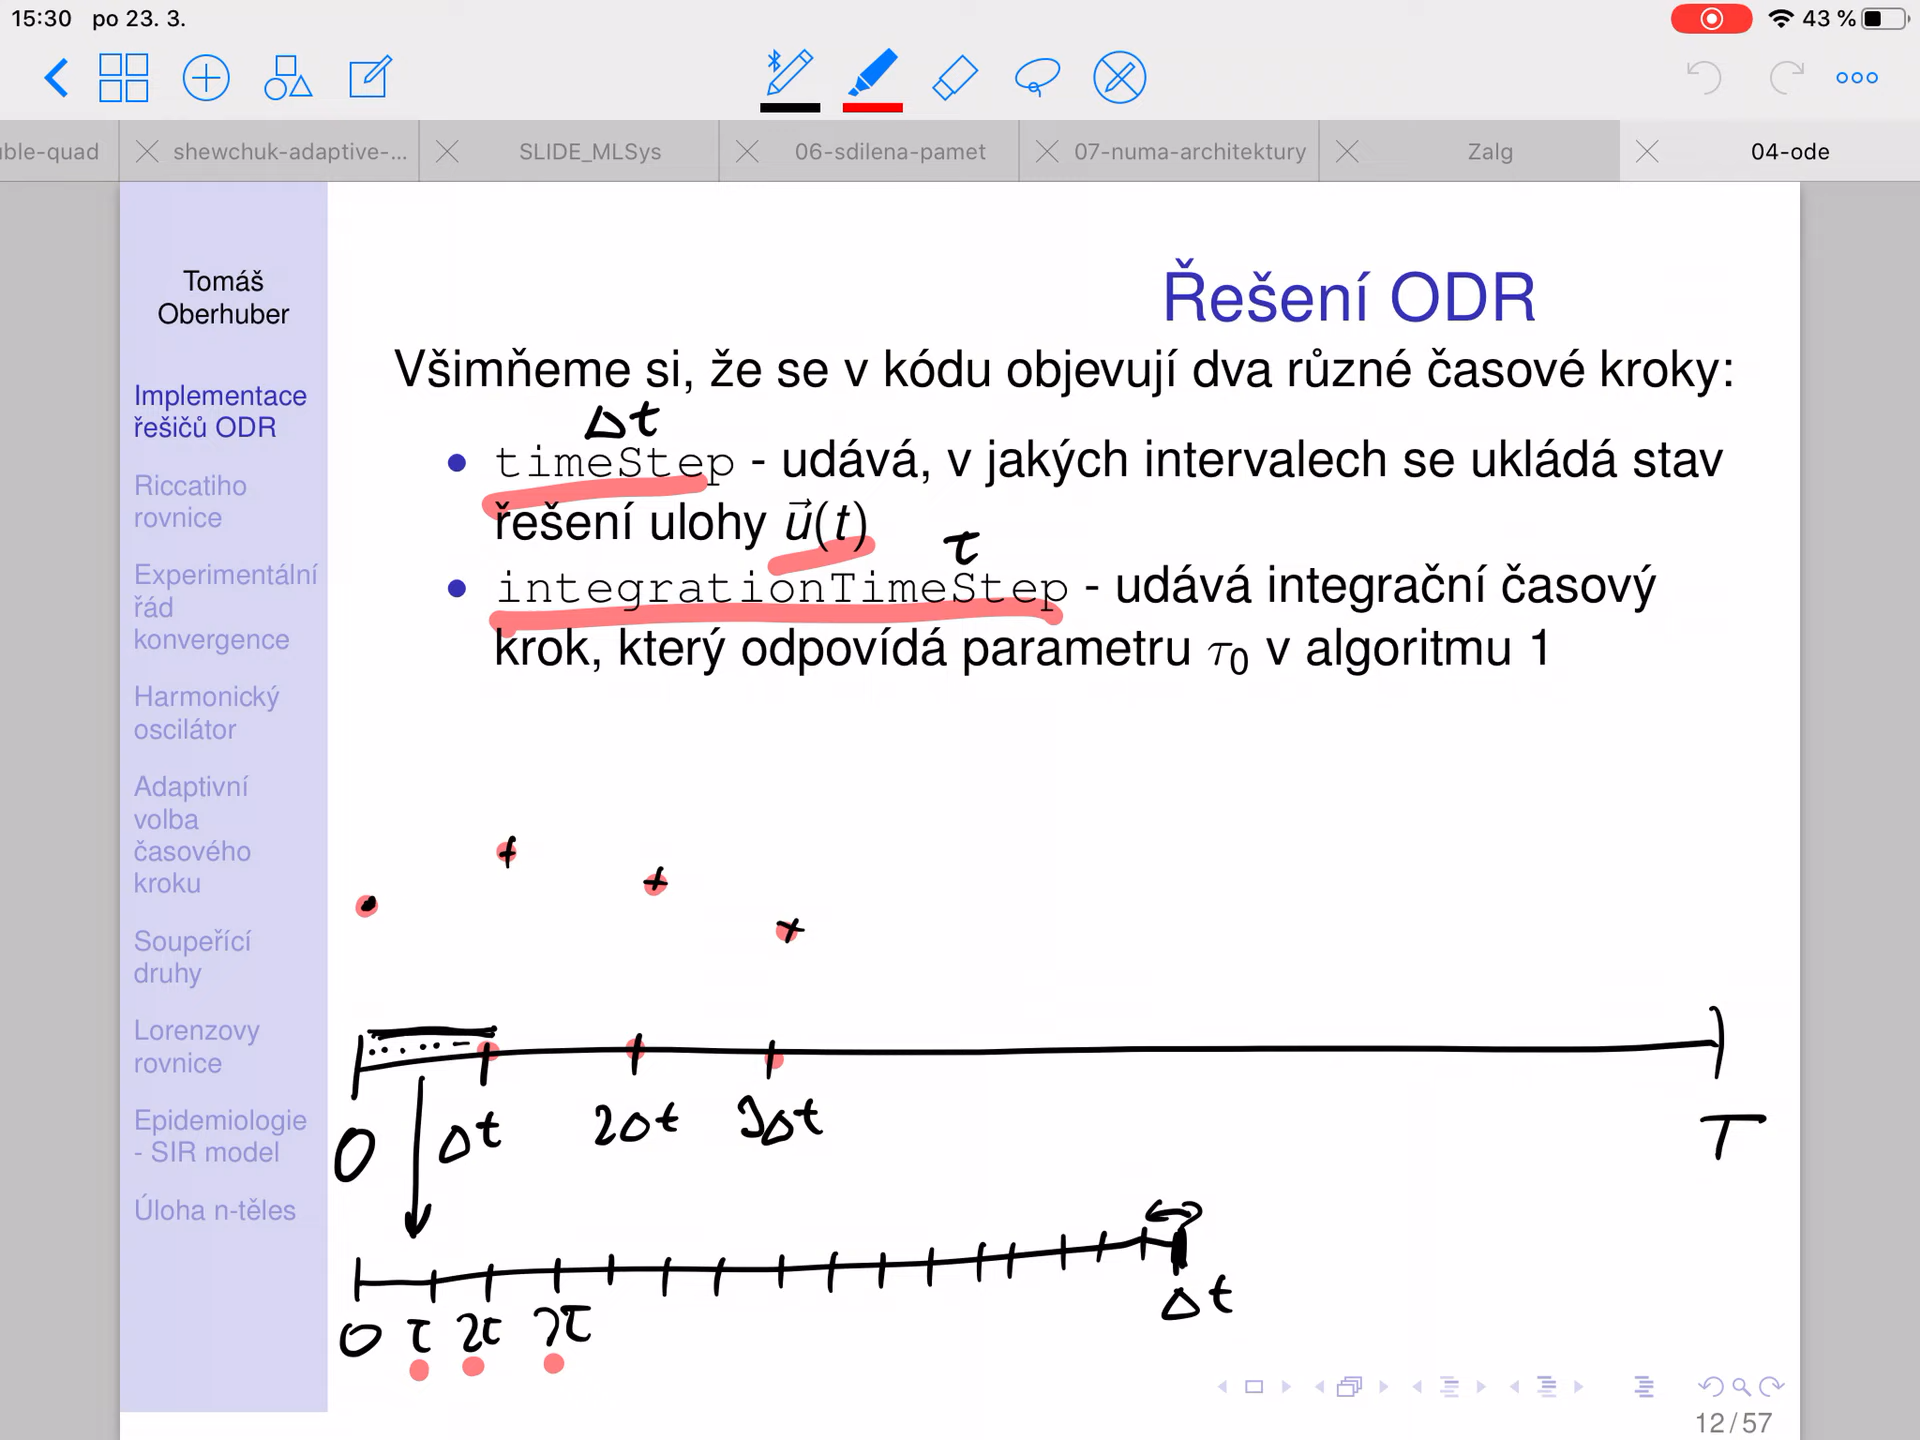 15:30 po 23. 3.
43 %
ıble-quad
shewchuk-adaptive-...
SLIDE_MLSys
06-sdilena-pamet
07-numa-architektury
Zalg
04-ode
Tomáš
Oberhuber
Implementace
řešičů ODR
Riccatiho
rovnice
Experimentální
řád
konvergence
Harmonický
oscilátor
Adaptivní
volba
časového
kroku
Soupeřící
druhy
Lorenzovy
rovnice
Epidemiologie
- SIR model
Úloha n-těles
Řešení ODR
Všimňeme si, že se v kódu objevují dva různé časové kroky:
Δt
• timeStep - udává, v jakých intervalech se ukládá stav
řešení ulohy u⃗(t)
τ
• integrationTimeStep - udává integrační časový
krok, který odpovídá parametru τ₀ v algoritmu 1
0 Δt 2Δt 3Δt T
0 τ 2τ 3τ Δt
12 / 57